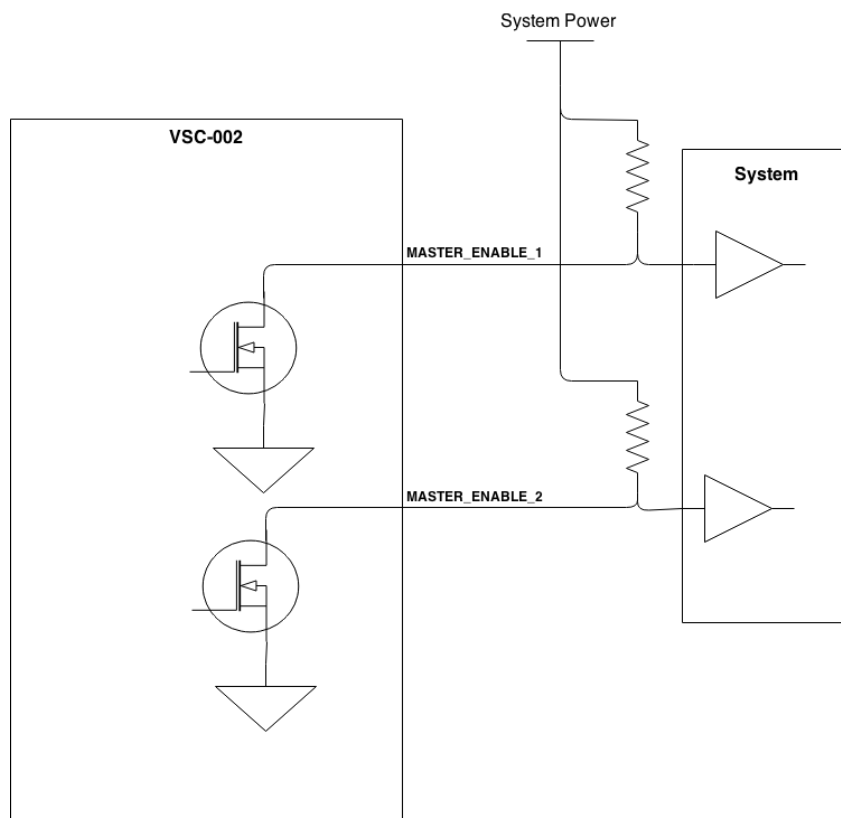 System Power
VSC-002
System
MASTER_ENABLE_1
MASTER_ENABLE_2